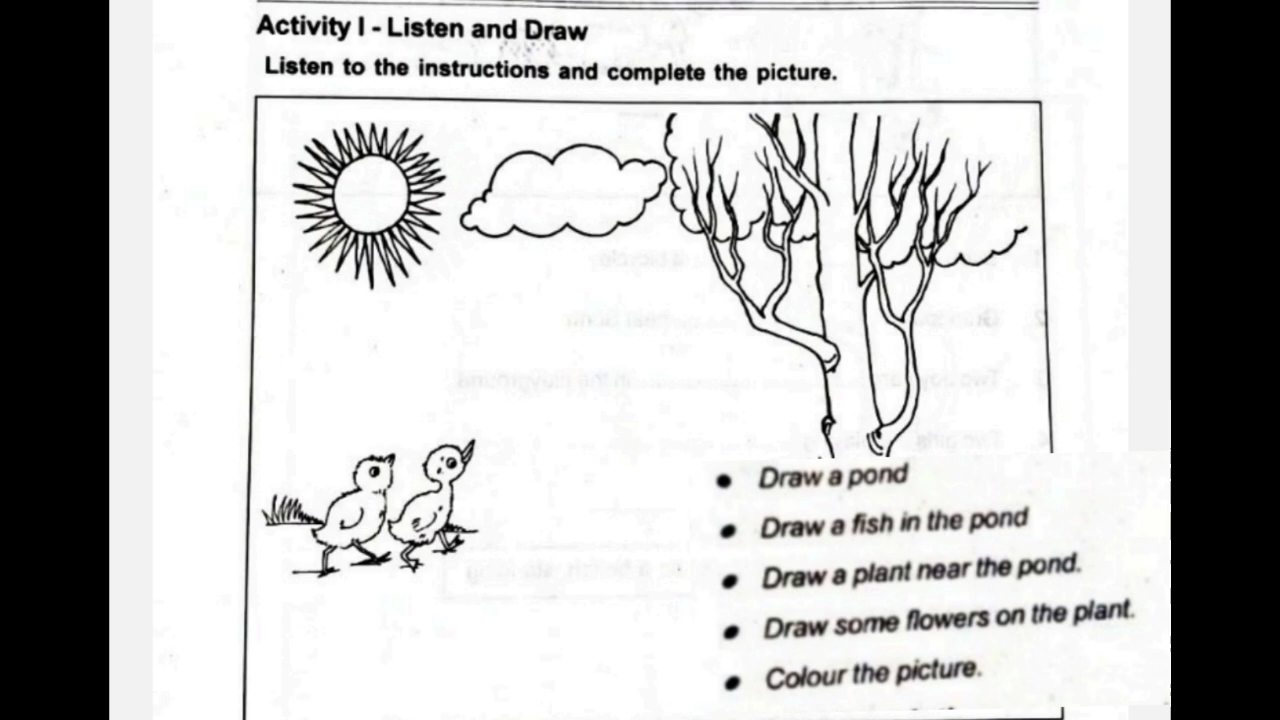 Activity I - Listen and Draw
Listen to the instructions and complete the picture.
• Draw a pond
• Draw a fish in the pond
• Draw a plant near the pond.
• Draw some flowers on the plant.
• Colour the picture.